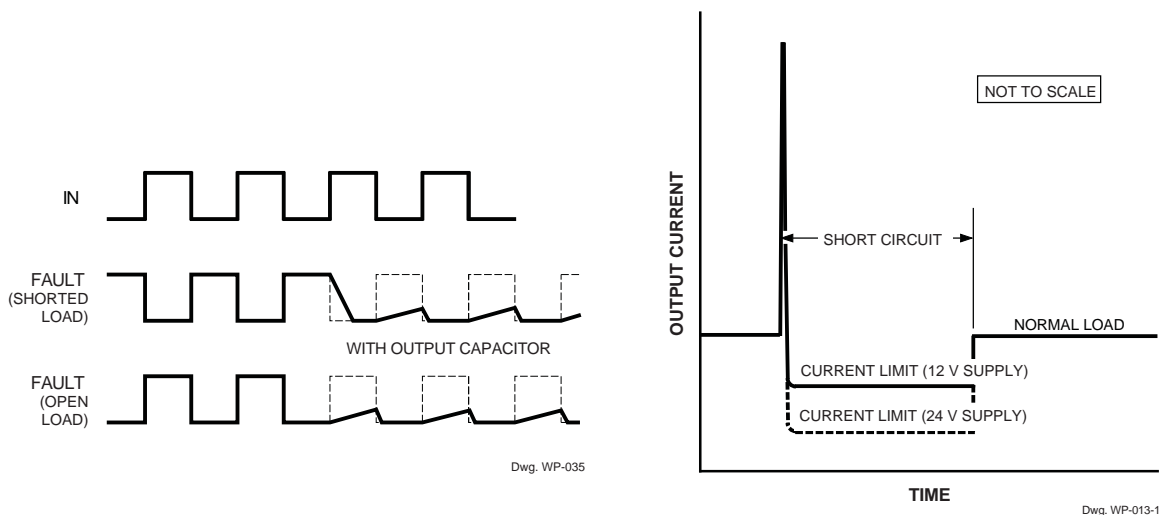 IN
FAULT
(SHORTED
LOAD)
WITH OUTPUT CAPACITOR
FAULT
(OPEN
LOAD)
Dwg. WP-035
NOT TO SCALE
OUTPUT CURRENT
SHORT CIRCUIT
NORMAL LOAD
CURRENT LIMIT (12 V SUPPLY)
CURRENT LIMIT (24 V SUPPLY)
TIME
Dwg. WP-013-1